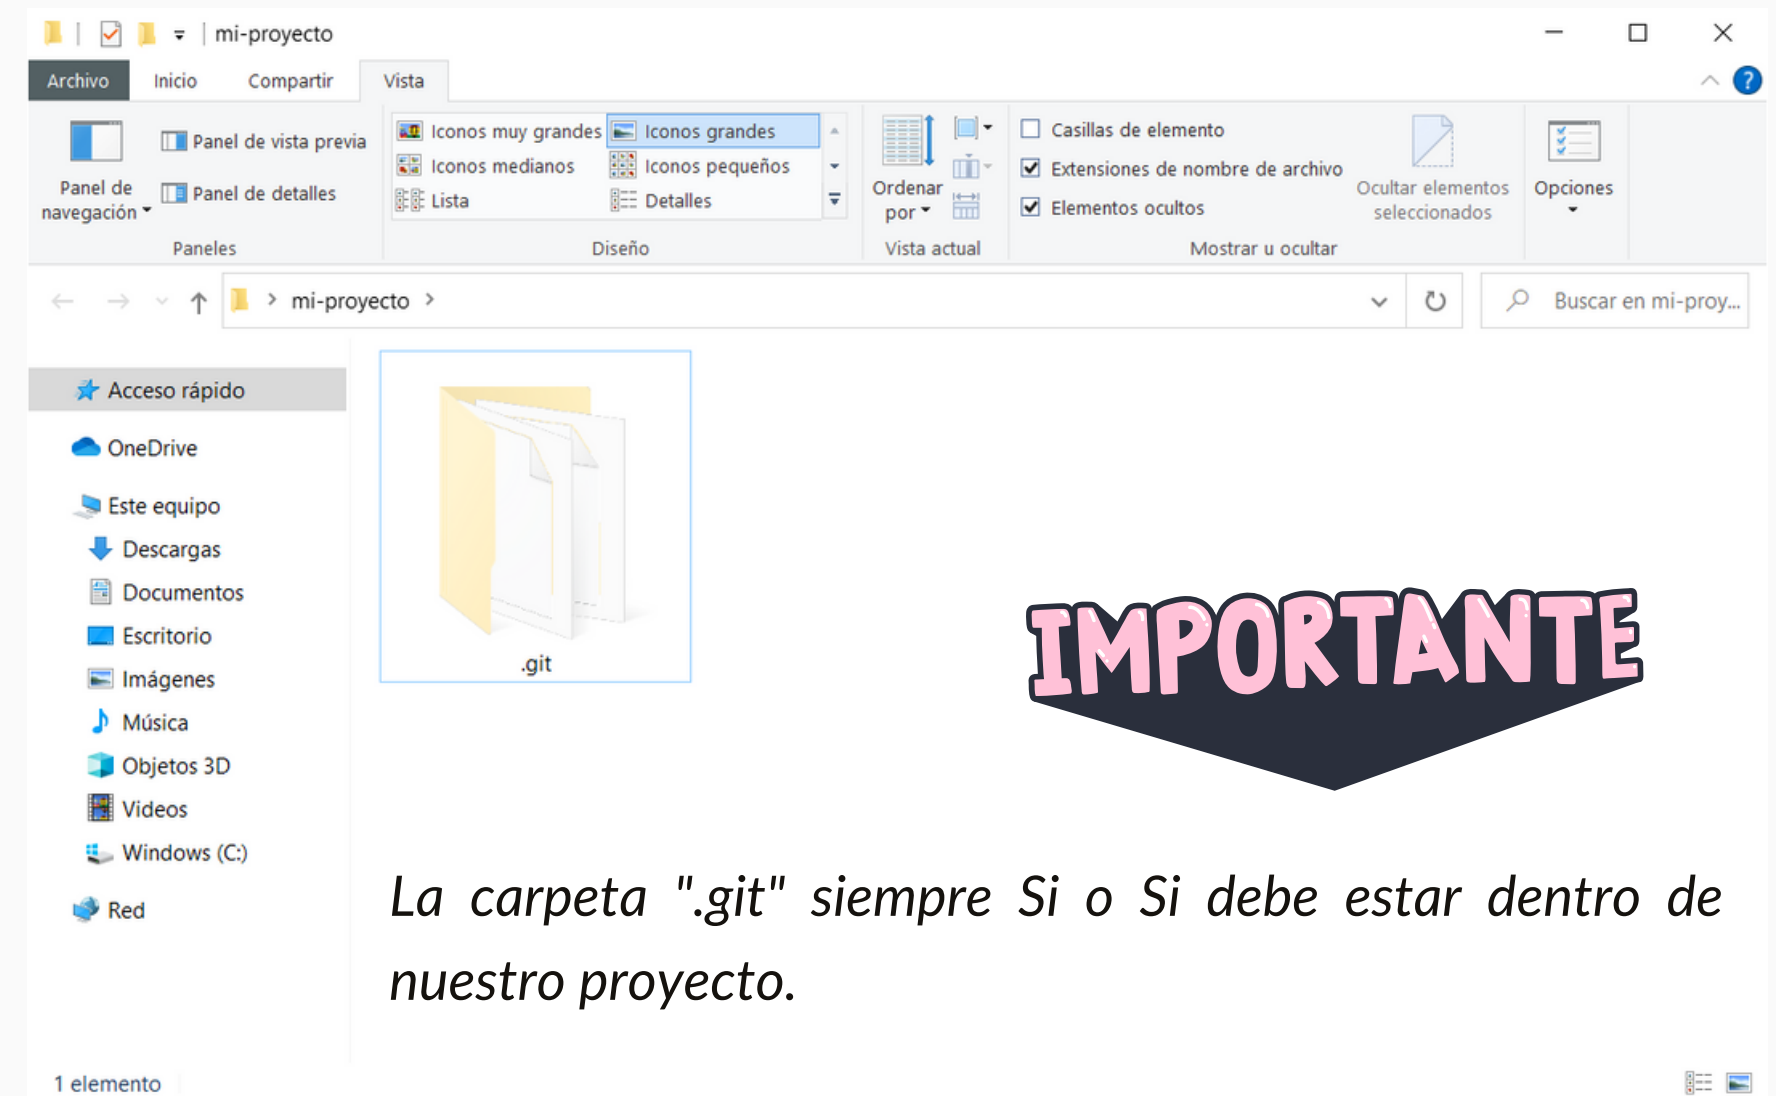 mi-proyecto
Archivo Inicio Compartir Vista
?
Panel de navegación
Panel de vista previa
Panel de detalles
Paneles
Iconos muy grandes Iconos grandes
Iconos medianos Iconos pequeños
Lista Detalles
Diseño
Ordenar por
Vista actual
Casillas de elemento
Extensiones de nombre de archivo
Elementos ocultos
Ocultar elementos
seleccionados
Mostrar u ocultar
Opciones
mi-proyecto
Buscar en mi-proy...
Acceso rápido
OneDrive
Este equipo
Descargas
Documentos
Escritorio
Imágenes
Música
Objetos 3D
Videos
Windows (C:)
Red
.git
IMPORTANTE
La carpeta ".git" siempre Si o Si debe estar dentro de
nuestro proyecto.
1 elemento